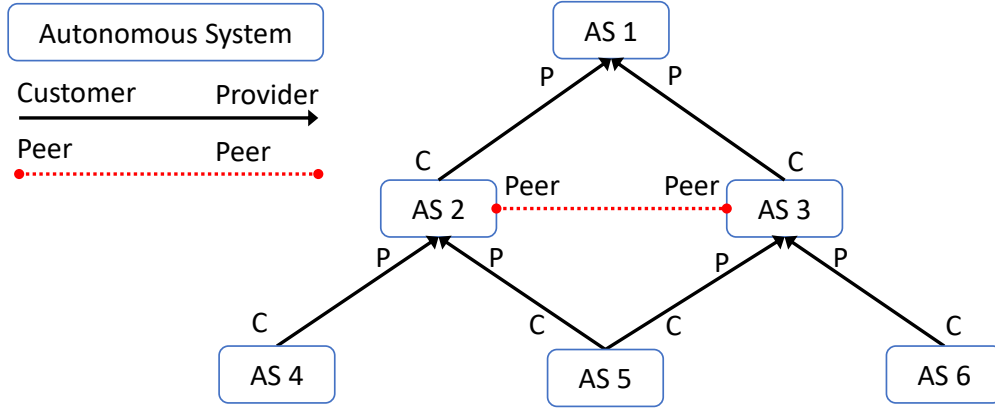 Autonomous System
Customer Provider
Peer Peer
AS 1
P P
C C
AS 2 Peer Peer AS 3
P P P P
C C C C
AS 4 AS 5 AS 6